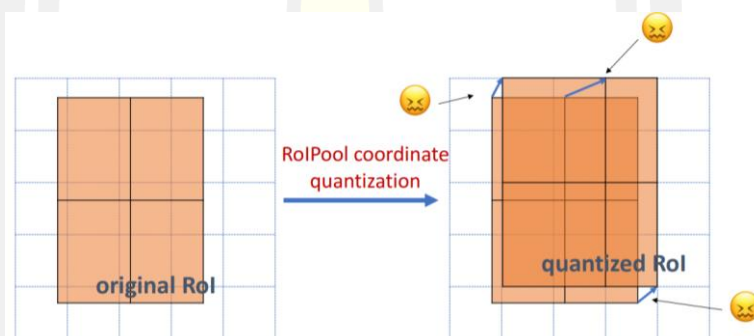 RoIPool coordinate
quantization
original RoI
quantized RoI